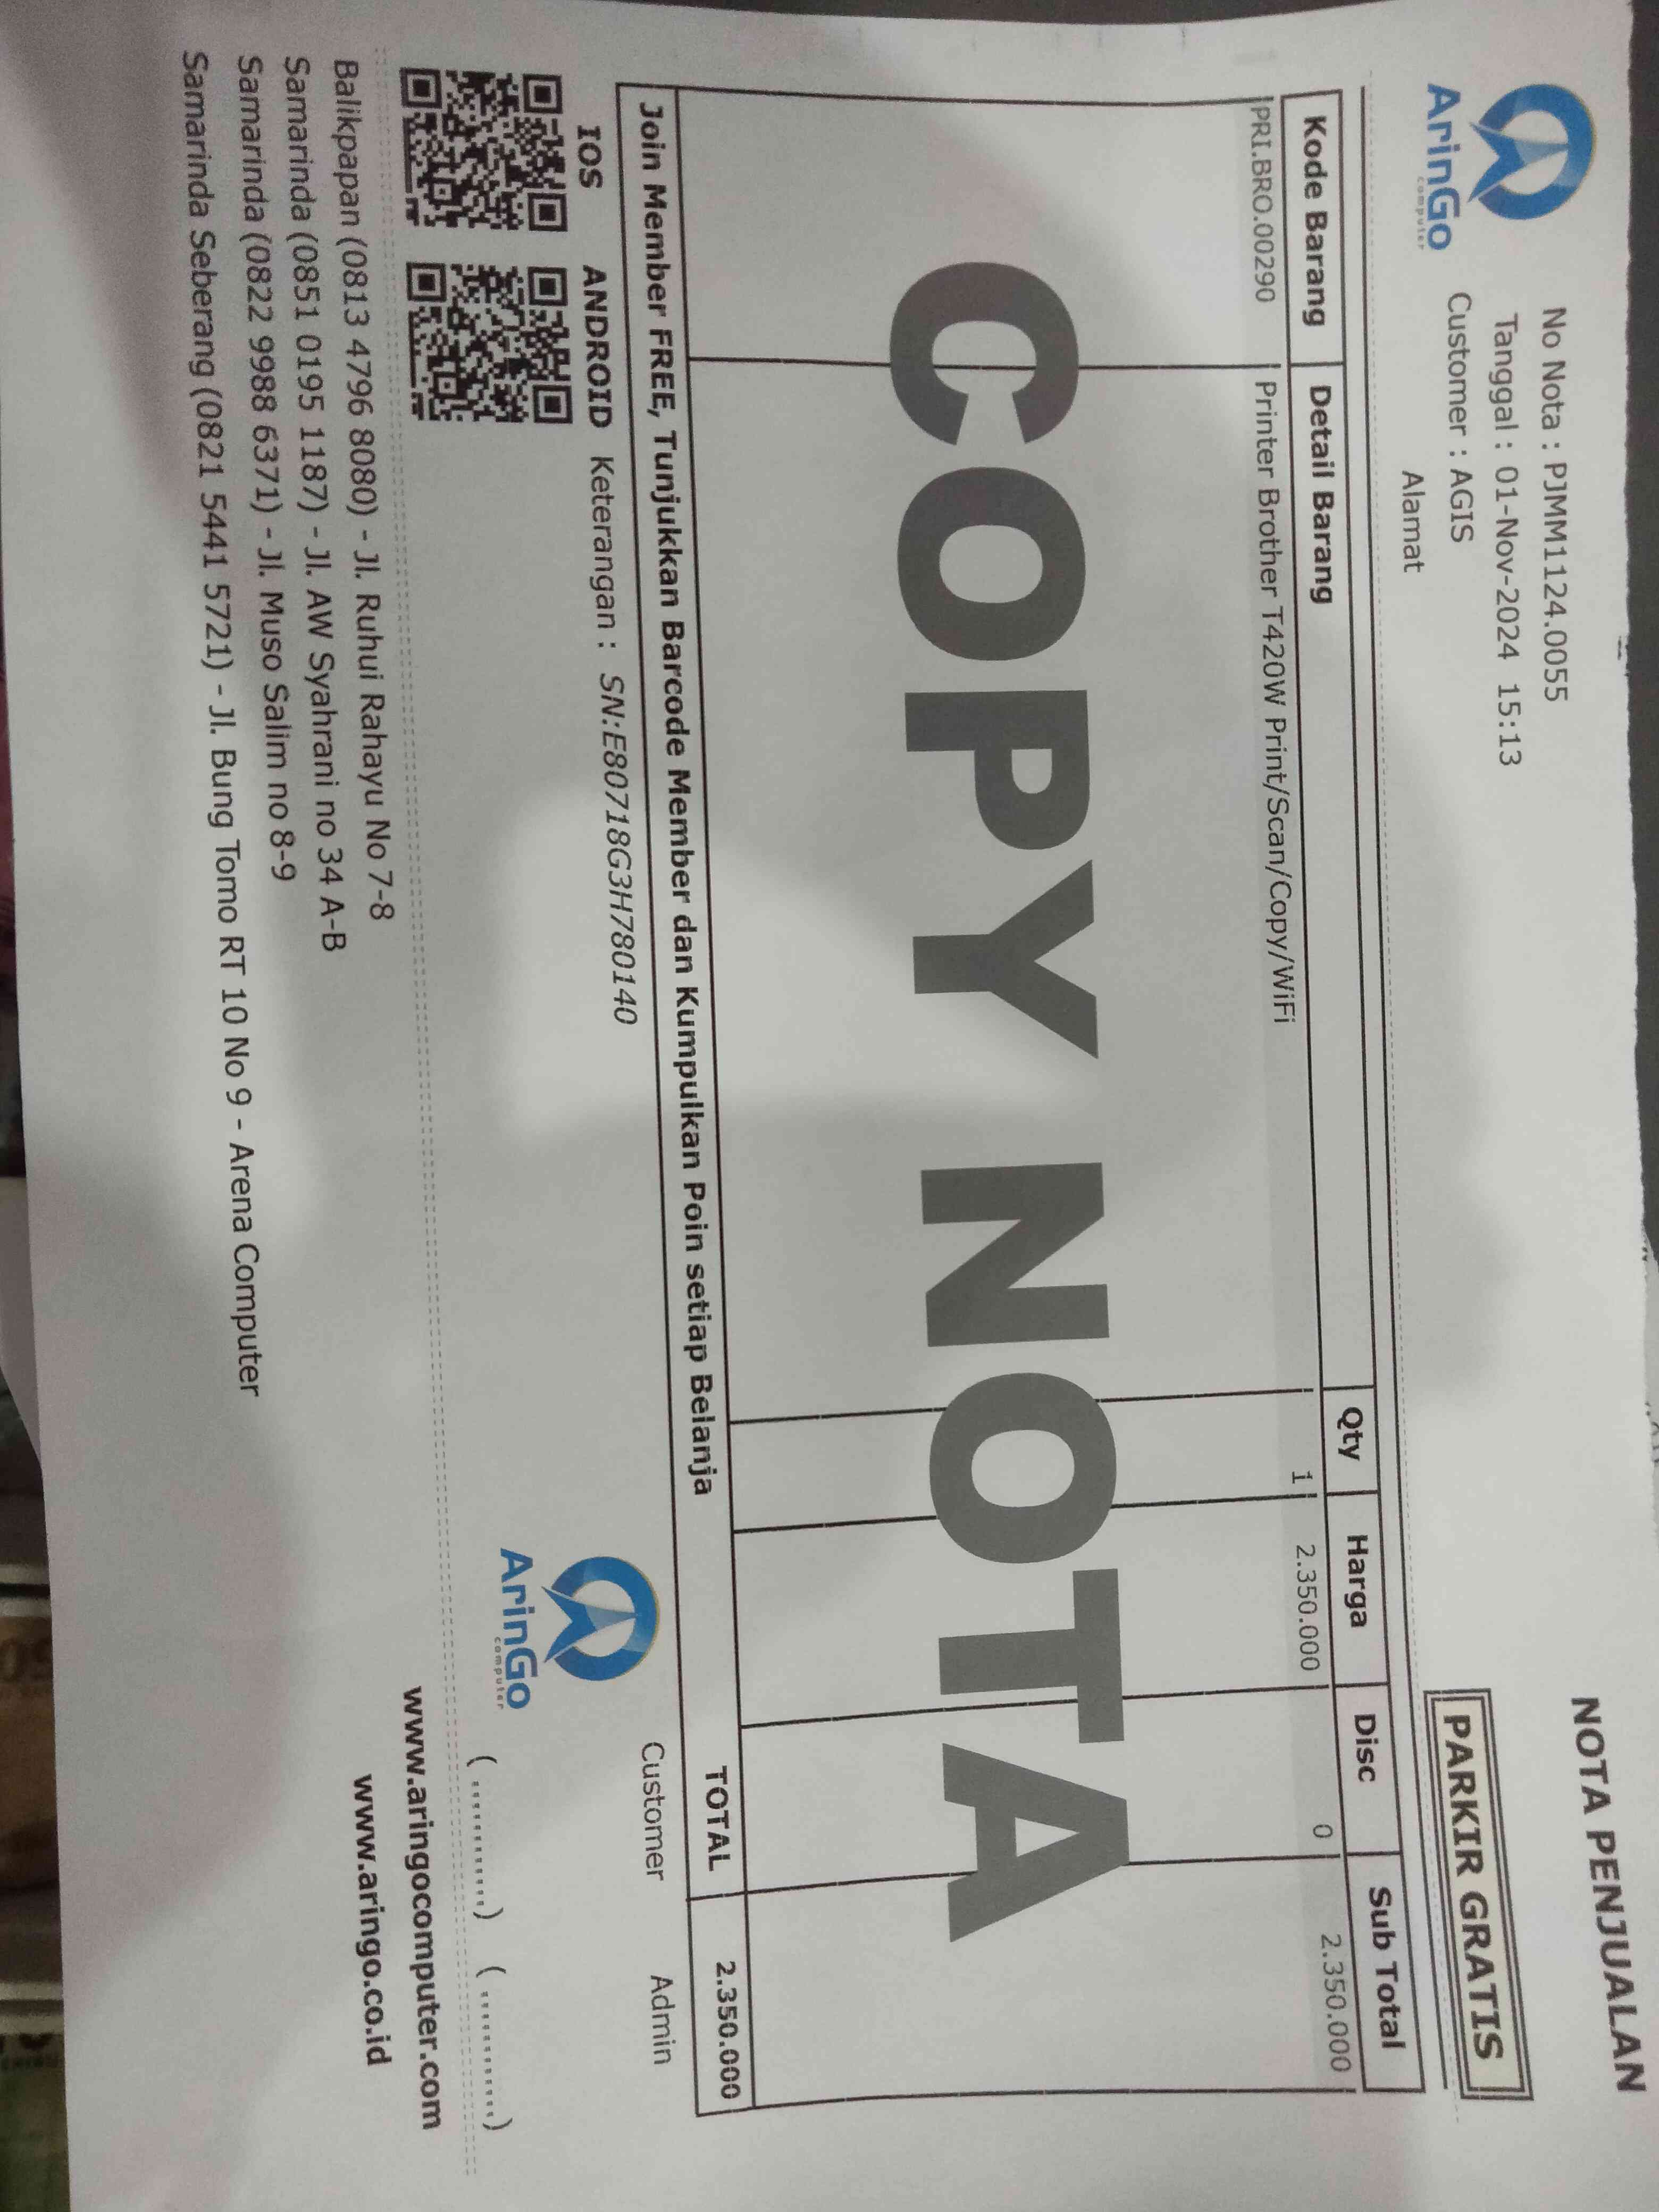 NOTA PENJUALAN
ArinGo
computer
No Nota : PJMM1124.0055
Tanggal : 01-Nov-2024 15:13
Customer : AGIS
Alamat
PARKIR GRATIS
Kode Barang Detail Barang Qty Harga Disc Sub Total
PRI.BRO.00290 Printer Brother T420W Print/Scan/Copy/WiFi 1 2.350.000 0 2.350.000
COPY NOTA
TOTAL 2.350.000
Join Member FREE, Tunjukkan Barcode Member dan Kumpulkan Poin setiap Belanja
IOS ANDROID Keterangan : SN:E80718G3H780140
ArinGo
computer
Customer Admin
( ............) ( ............)
Balikpapan (0813 4796 8080) - Jl. Ruhui Rahayu No 7-8
Samarinda (0851 0195 1187) - Jl. AW Syahrani no 34 A-B
Samarinda (0822 9988 6371) - Jl. Muso Salim no 8-9
Samarinda Seberang (0821 5441 5721) - Jl. Bung Tomo RT 10 No 9 - Arena Computer
www.aringocomputer.com
www.aringo.co.id